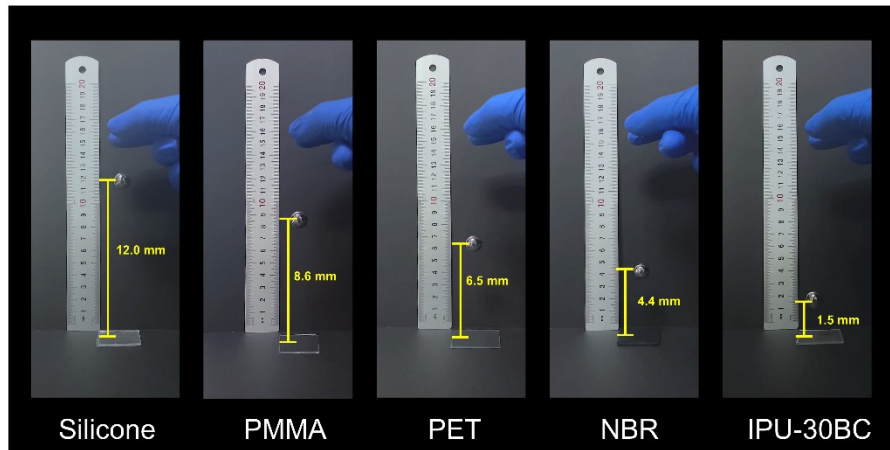 12.0 mm
8.6 mm
6.5 mm
4.4 mm
1.5 mm
Silicone
PMMA
PET
NBR
IPU-30BC